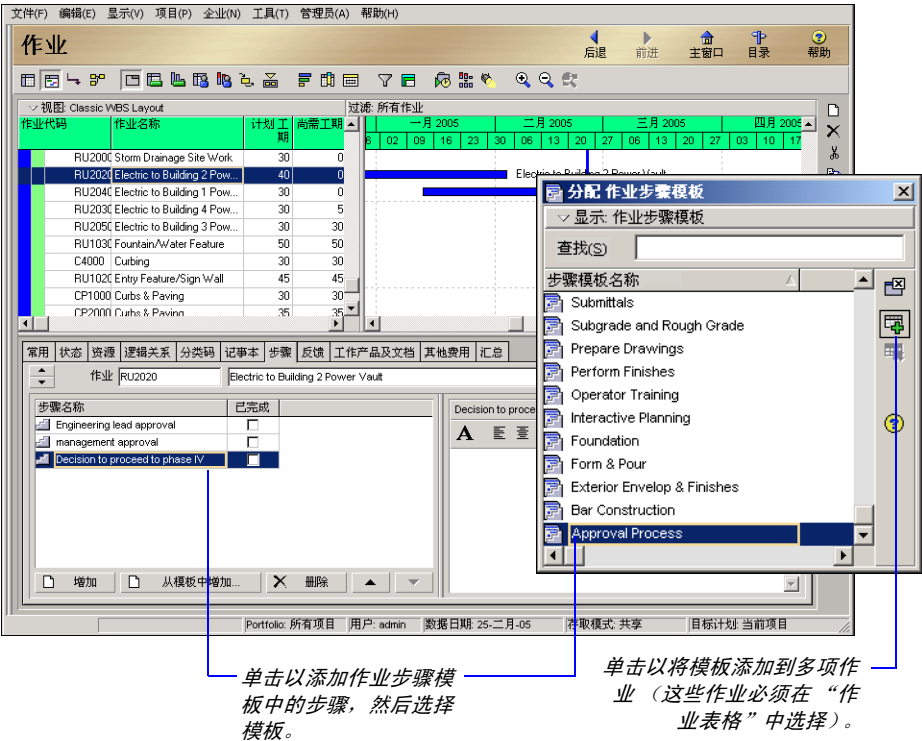 文件(F) 编辑(E) 显示(V) 项目(P) 企业(N) 工具(T) 管理员(A) 帮助(H)
作业
后退 前进 主窗口 目录 帮助
视图: Classic WBS Layout
过滤: 所有作业
作业代码 作业名称 计划工期 尚需工期
一月 2005 二月 2005 三月 2005 四月 2005
6 02 09 16 23 30 06 13 20 27 06 13 20 27 03 10 17
RU2000 Storm Drainage Site Work 30 0
RU2020 Electric to Building 2 Pow... 40 0
Electric to Building 2 Power Vault
RU2040 Electric to Building 1 Pow... 30 0
RU2030 Electric to Building 4 Pow... 30 5
RU2050 Electric to Building 3 Pow... 30 30
RU1030 Fountain/Water Feature 50 50
C4000 Curbing 30 30
RU1020 Entry Feature/Sign Wall 45 45
CP1000 Curbs & Paving 30 30
CP2000 Curbs & Paving 35 35
常用 状态 资源 逻辑关系 分类码 记事本 步骤 反馈 工作产品及文档 其他费用 汇总
作业 RU2020 Electric to Building 2 Power Vault
步骤名称 已完成
Engineering lead approval
management approval
Decision to proceed to phase IV
Decision to proce
A
增加 从模板中增加... 删除
Portfolio: 所有项目 用户: admin 数据日期: 25-二月-05 存取模式: 共享 目标计划: 当前项目
分配 作业步骤模板
显示: 作业步骤模板
查找(S)
步骤模板名称
Submittals
Subgrade and Rough Grade
Prepare Drawings
Perform Finishes
Operator Training
Interactive Planning
Foundation
Form & Pour
Exterior Envelop & Finishes
Bar Construction
Approval Process
单击以添加作业步骤模
板中的步骤，然后选择
模板。
单击以将模板添加到多项作
业 （这些作业必须在 “作
业表格”中选择）。